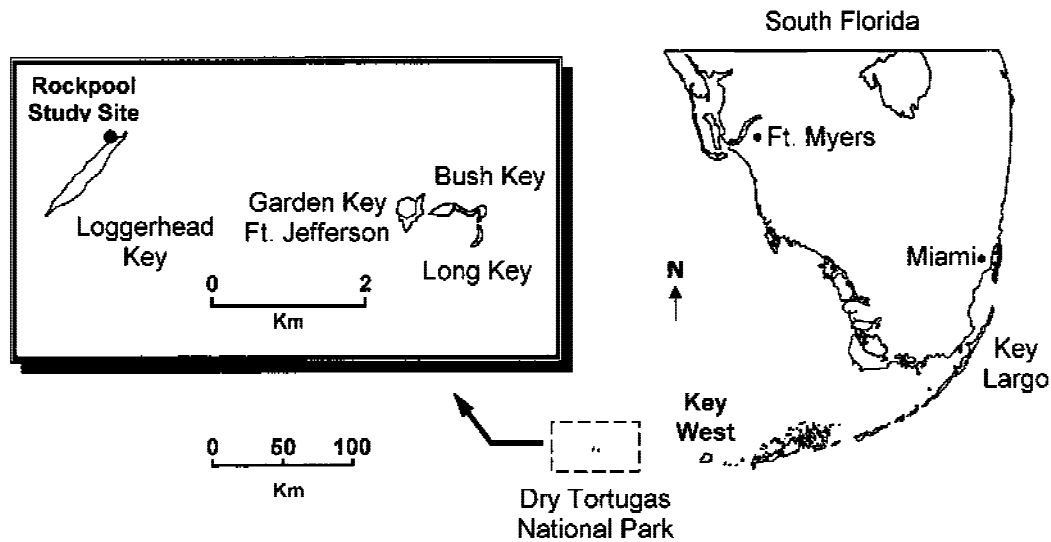 South Florida
Rockpool
Study Site
Loggerhead
Key
Garden Key
Ft. Jefferson
Bush Key
Long Key
0 2
Km
Ft. Myers
Miami
N
Key
Largo
Key
West
0 50 100
Km
Dry Tortugas
National Park